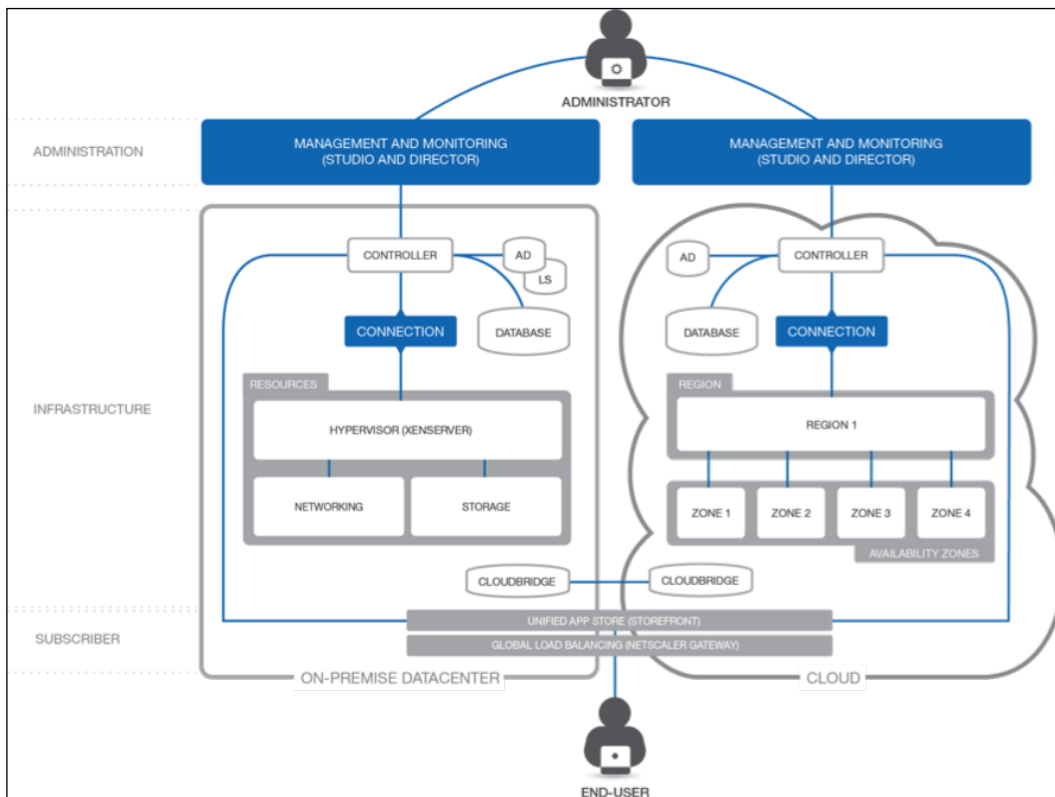 ADMINISTRATOR
ADMINISTRATION
MANAGEMENT AND MONITORING
(STUDIO AND DIRECTOR)
MANAGEMENT AND MONITORING
(STUDIO AND DIRECTOR)
INFRASTRUCTURE
CONTROLLER
AD
LS
DATABASE
CONNECTION
RESOURCES
HYPERVISOR (XENSERVER)
NETWORKING
STORAGE
CLOUDBRIDGE
AD
CONTROLLER
DATABASE
CONNECTION
REGION
REGION 1
ZONE 1
ZONE 2
ZONE 3
ZONE 4
AVAILABILITY ZONES
CLOUDBRIDGE
SUBSCRIBER
UNIFIED APP STORE (STOREFRONT)
GLOBAL LOAD BALANCING (NETSCALER GATEWAY)
ON-PREMISE DATACENTER
CLOUD
END-USER